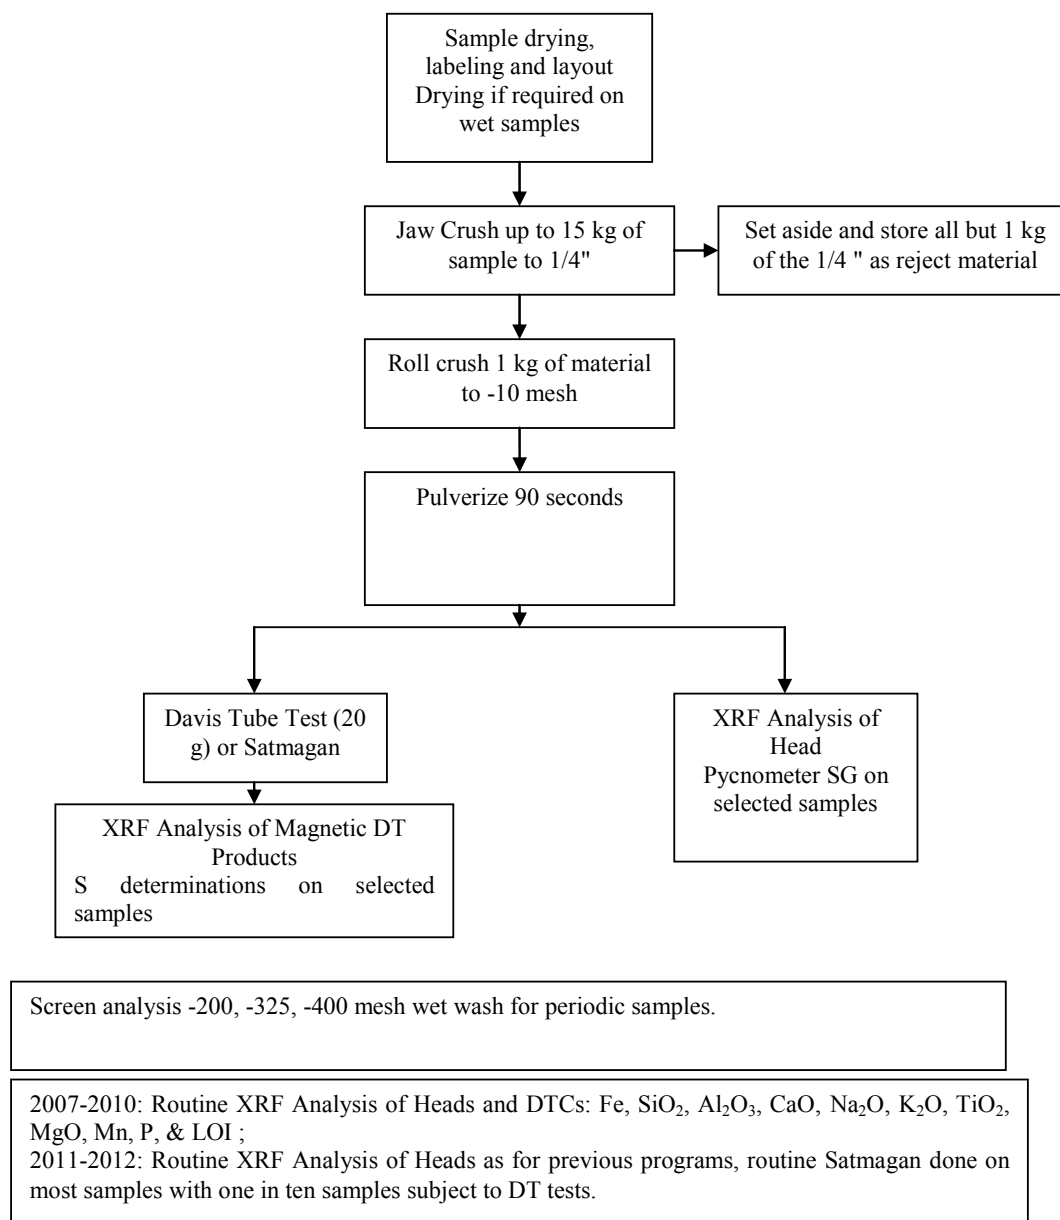 Sample drying,
labeling and layout
Drying if required on
wet samples
Jaw Crush up to 15 kg of
sample to 1/4"
Set aside and store all but 1 kg
of the 1/4 " as reject material
Roll crush 1 kg of material
to -10 mesh
Pulverize 90 seconds
Davis Tube Test (20
g) or Satmagan
XRF Analysis of
Head
Pycnometer SG on
selected samples
XRF Analysis of Magnetic DT
Products
S determinations on selected
samples
Screen analysis -200, -325, -400 mesh wet wash for periodic samples.
2007-2010: Routine XRF Analysis of Heads and DTCs: Fe, SiO₂, Al₂O₃, CaO, Na₂O, K₂O, TiO₂,
MgO, Mn, P, & LOI ;
2011-2012: Routine XRF Analysis of Heads as for previous programs, routine Satmagan done on
most samples with one in ten samples subject to DT tests.